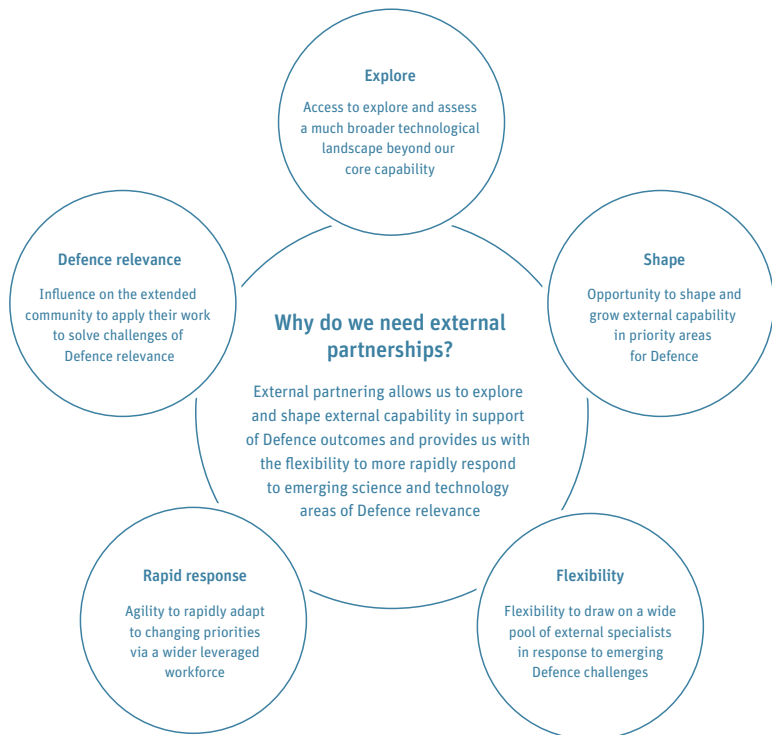 Explore
Access to explore and assess
a much broader technological
landscape beyond our
core capability
Defence relevance
Influence on the extended
community to apply their work
to solve challenges of
Defence relevance
Shape
Opportunity to shape and
grow external capability
in priority areas
for Defence
Why do we need external
partnerships?
External partnering allows us to explore
and shape external capability in support
of Defence outcomes and provides us with
the flexibility to more rapidly respond
to emerging science and technology
areas of Defence relevance
Rapid response
Agility to rapidly adapt
to changing priorities
via a wider leveraged
workforce
Flexibility
Flexibility to draw on a wide
pool of external specialists
in response to emerging
Defence challenges